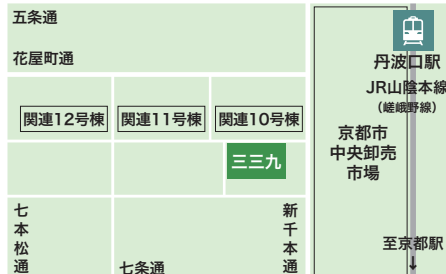 五条通
花屋町通
丹波口駅
JR山陰本線
（嵯峨野線）
関連12号棟
関連11号棟
関連10号棟
京都市
中央卸売
市場
三三九
七本松通
七条通
新千本通
至京都駅
↓